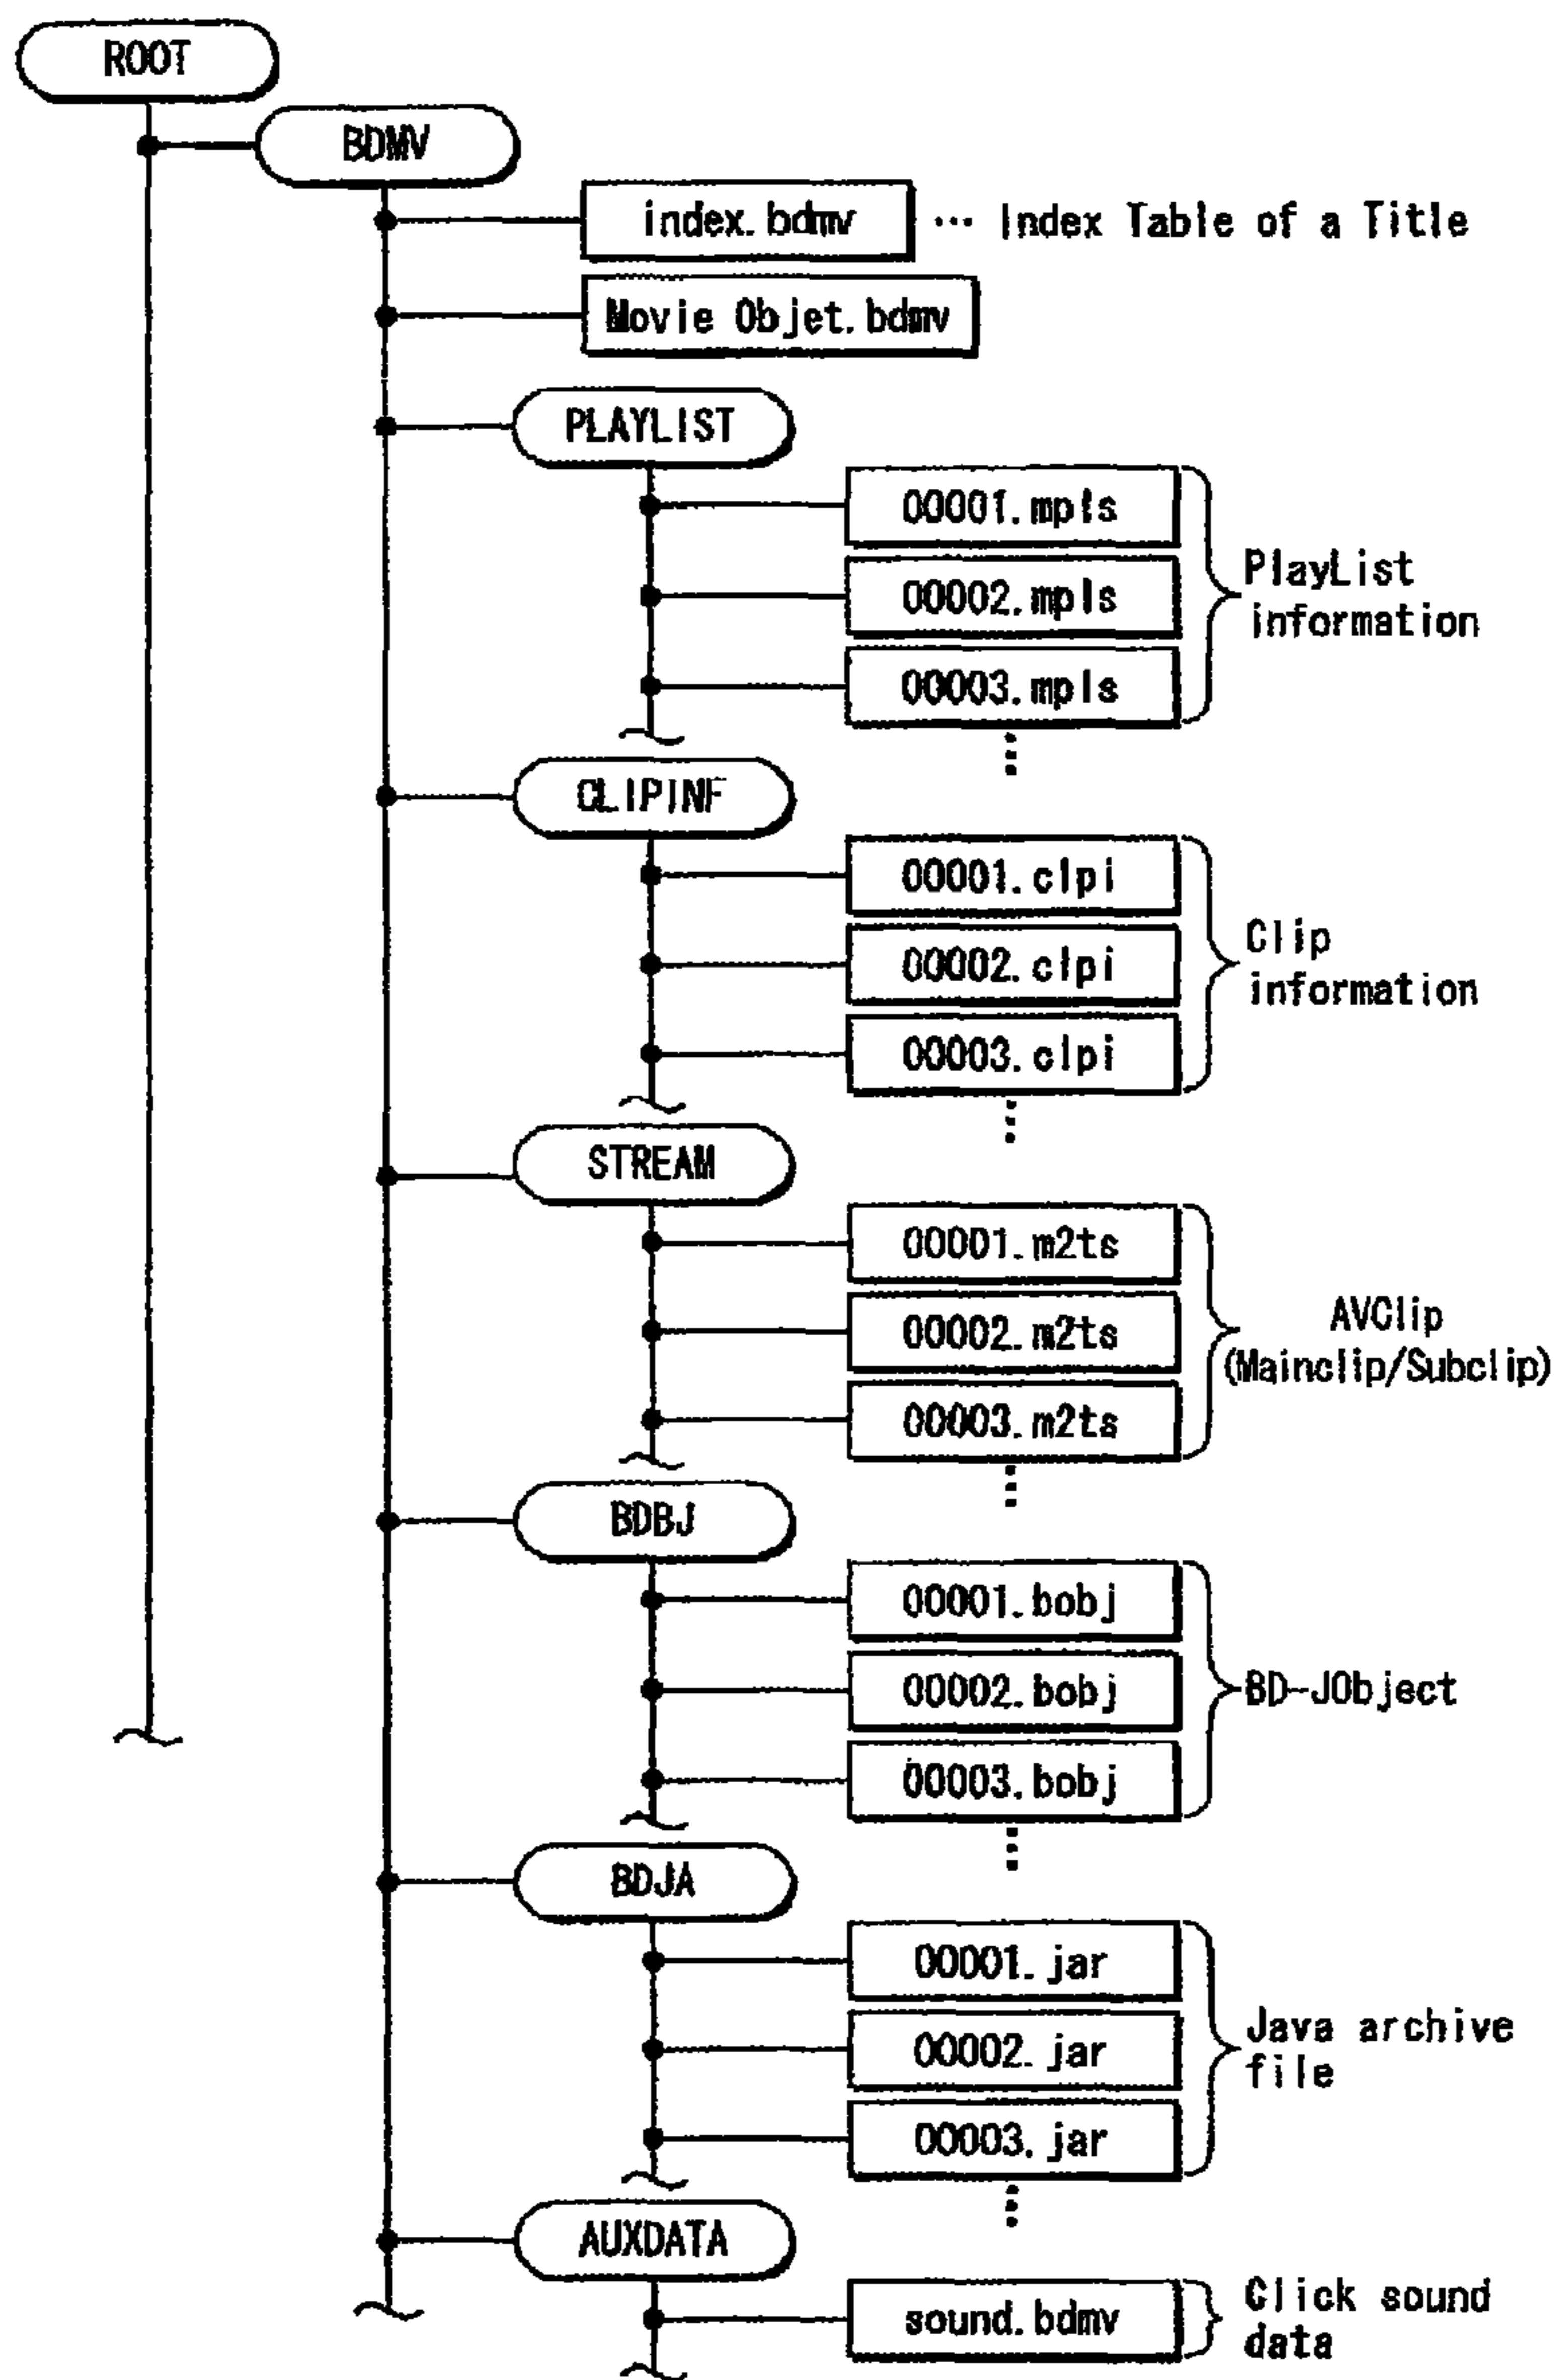 ROOT
BDMV
index.bdmv ... Index Table of a Title
Movie Objet.bdmv
PLAYLIST
00001.mpls
00002.mpls
00003.mpls
PlayList
information
CLIPINF
00001.clpi
00002.clpi
00003.clpi
Clip
information
STREAM
00001.m2ts
00002.m2ts
00003.m2ts
AVClip
(Mainclip/Subclip)
BDBJ
00001.bobj
00002.bobj
00003.bobj
BD-JObject
BDJA
00001.jar
00002.jar
00003.jar
Java archive
file
AUXDATA
sound.bdmv
Click sound
data